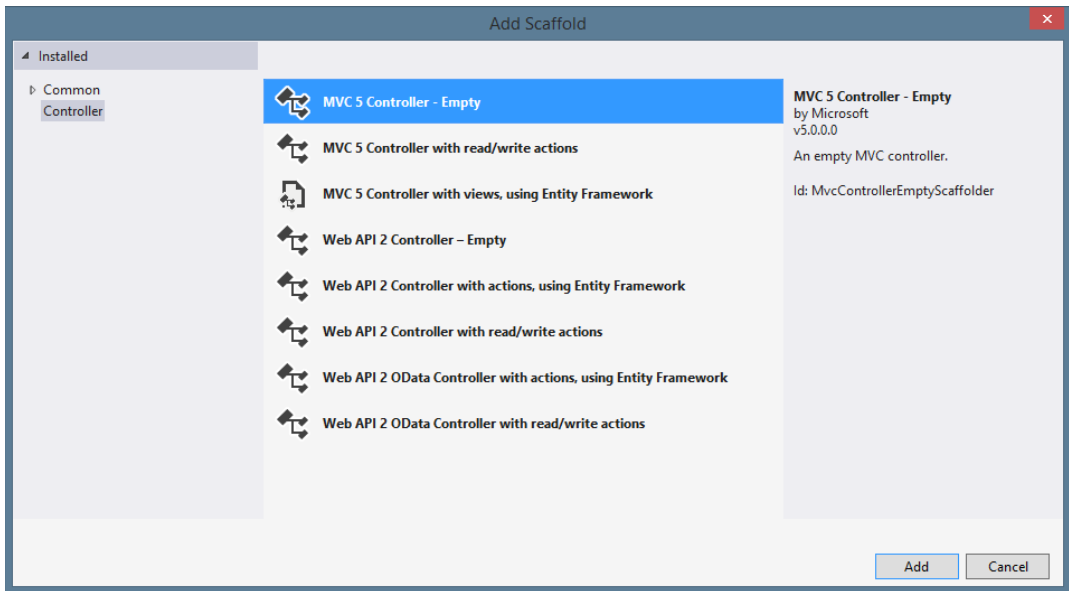 Add Scaffold
Installed
Common
Controller
MVC 5 Controller - Empty
MVC 5 Controller with read/write actions
MVC 5 Controller with views, using Entity Framework
Web API 2 Controller – Empty
Web API 2 Controller with actions, using Entity Framework
Web API 2 Controller with read/write actions
Web API 2 OData Controller with actions, using Entity Framework
Web API 2 OData Controller with read/write actions
MVC 5 Controller - Empty
by Microsoft
v5.0.0.0
An empty MVC controller.
Id: MvcControllerEmptyScaffolder
Add
Cancel